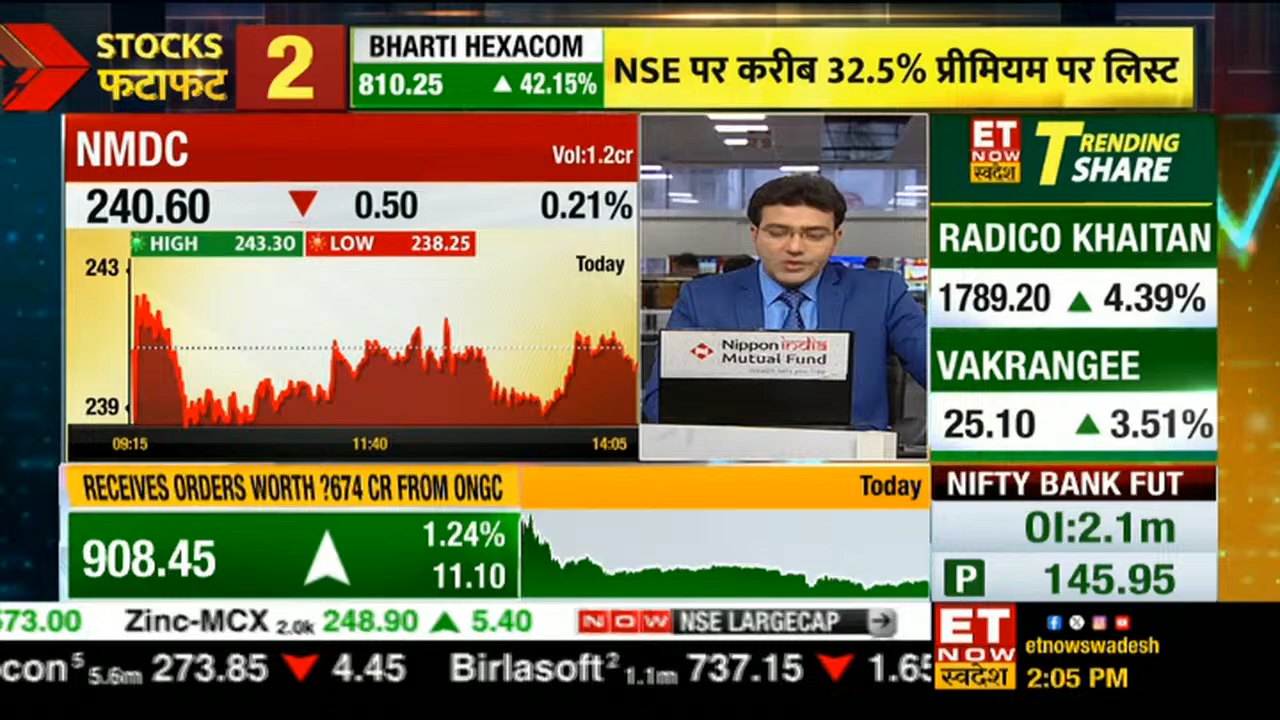 STOCKS
फटाफट
2
BHARTI HEXACOM
810.25 ▲ 42.15%
NSE पर करीब 32.5% प्रीमियम पर लिस्ट
NMDC
Vol:1.2cr
240.60 ▼ 0.50 0.21%
HIGH 243.30 LOW 238.25
Today
243
239
09:15 11:40 14:05
Nippon india
Mutual Fund
ET
NOW
स्वदेश
TRENDING
SHARE
RADICO KHAITAN
1789.20 ▲ 4.39%
VAKRANGEE
25.10 ▲ 3.51%
RECEIVES ORDERS WORTH ?674 CR FROM ONGC
Today
908.45 ▲ 1.24%
11.10
NIFTY BANK FUT
OI:2.1m
P 145.95
573.00 Zinc-MCX 2.0k 248.90 ▲ 5.40 NOW NSE LARGECAP
con 5 5.6m 273.85 ▼ 4.45 Birlasoft 2 1.1m 737.15 ▼ 1.65
ET
NOW
स्वदेश
etnowswadesh
2:05 PM